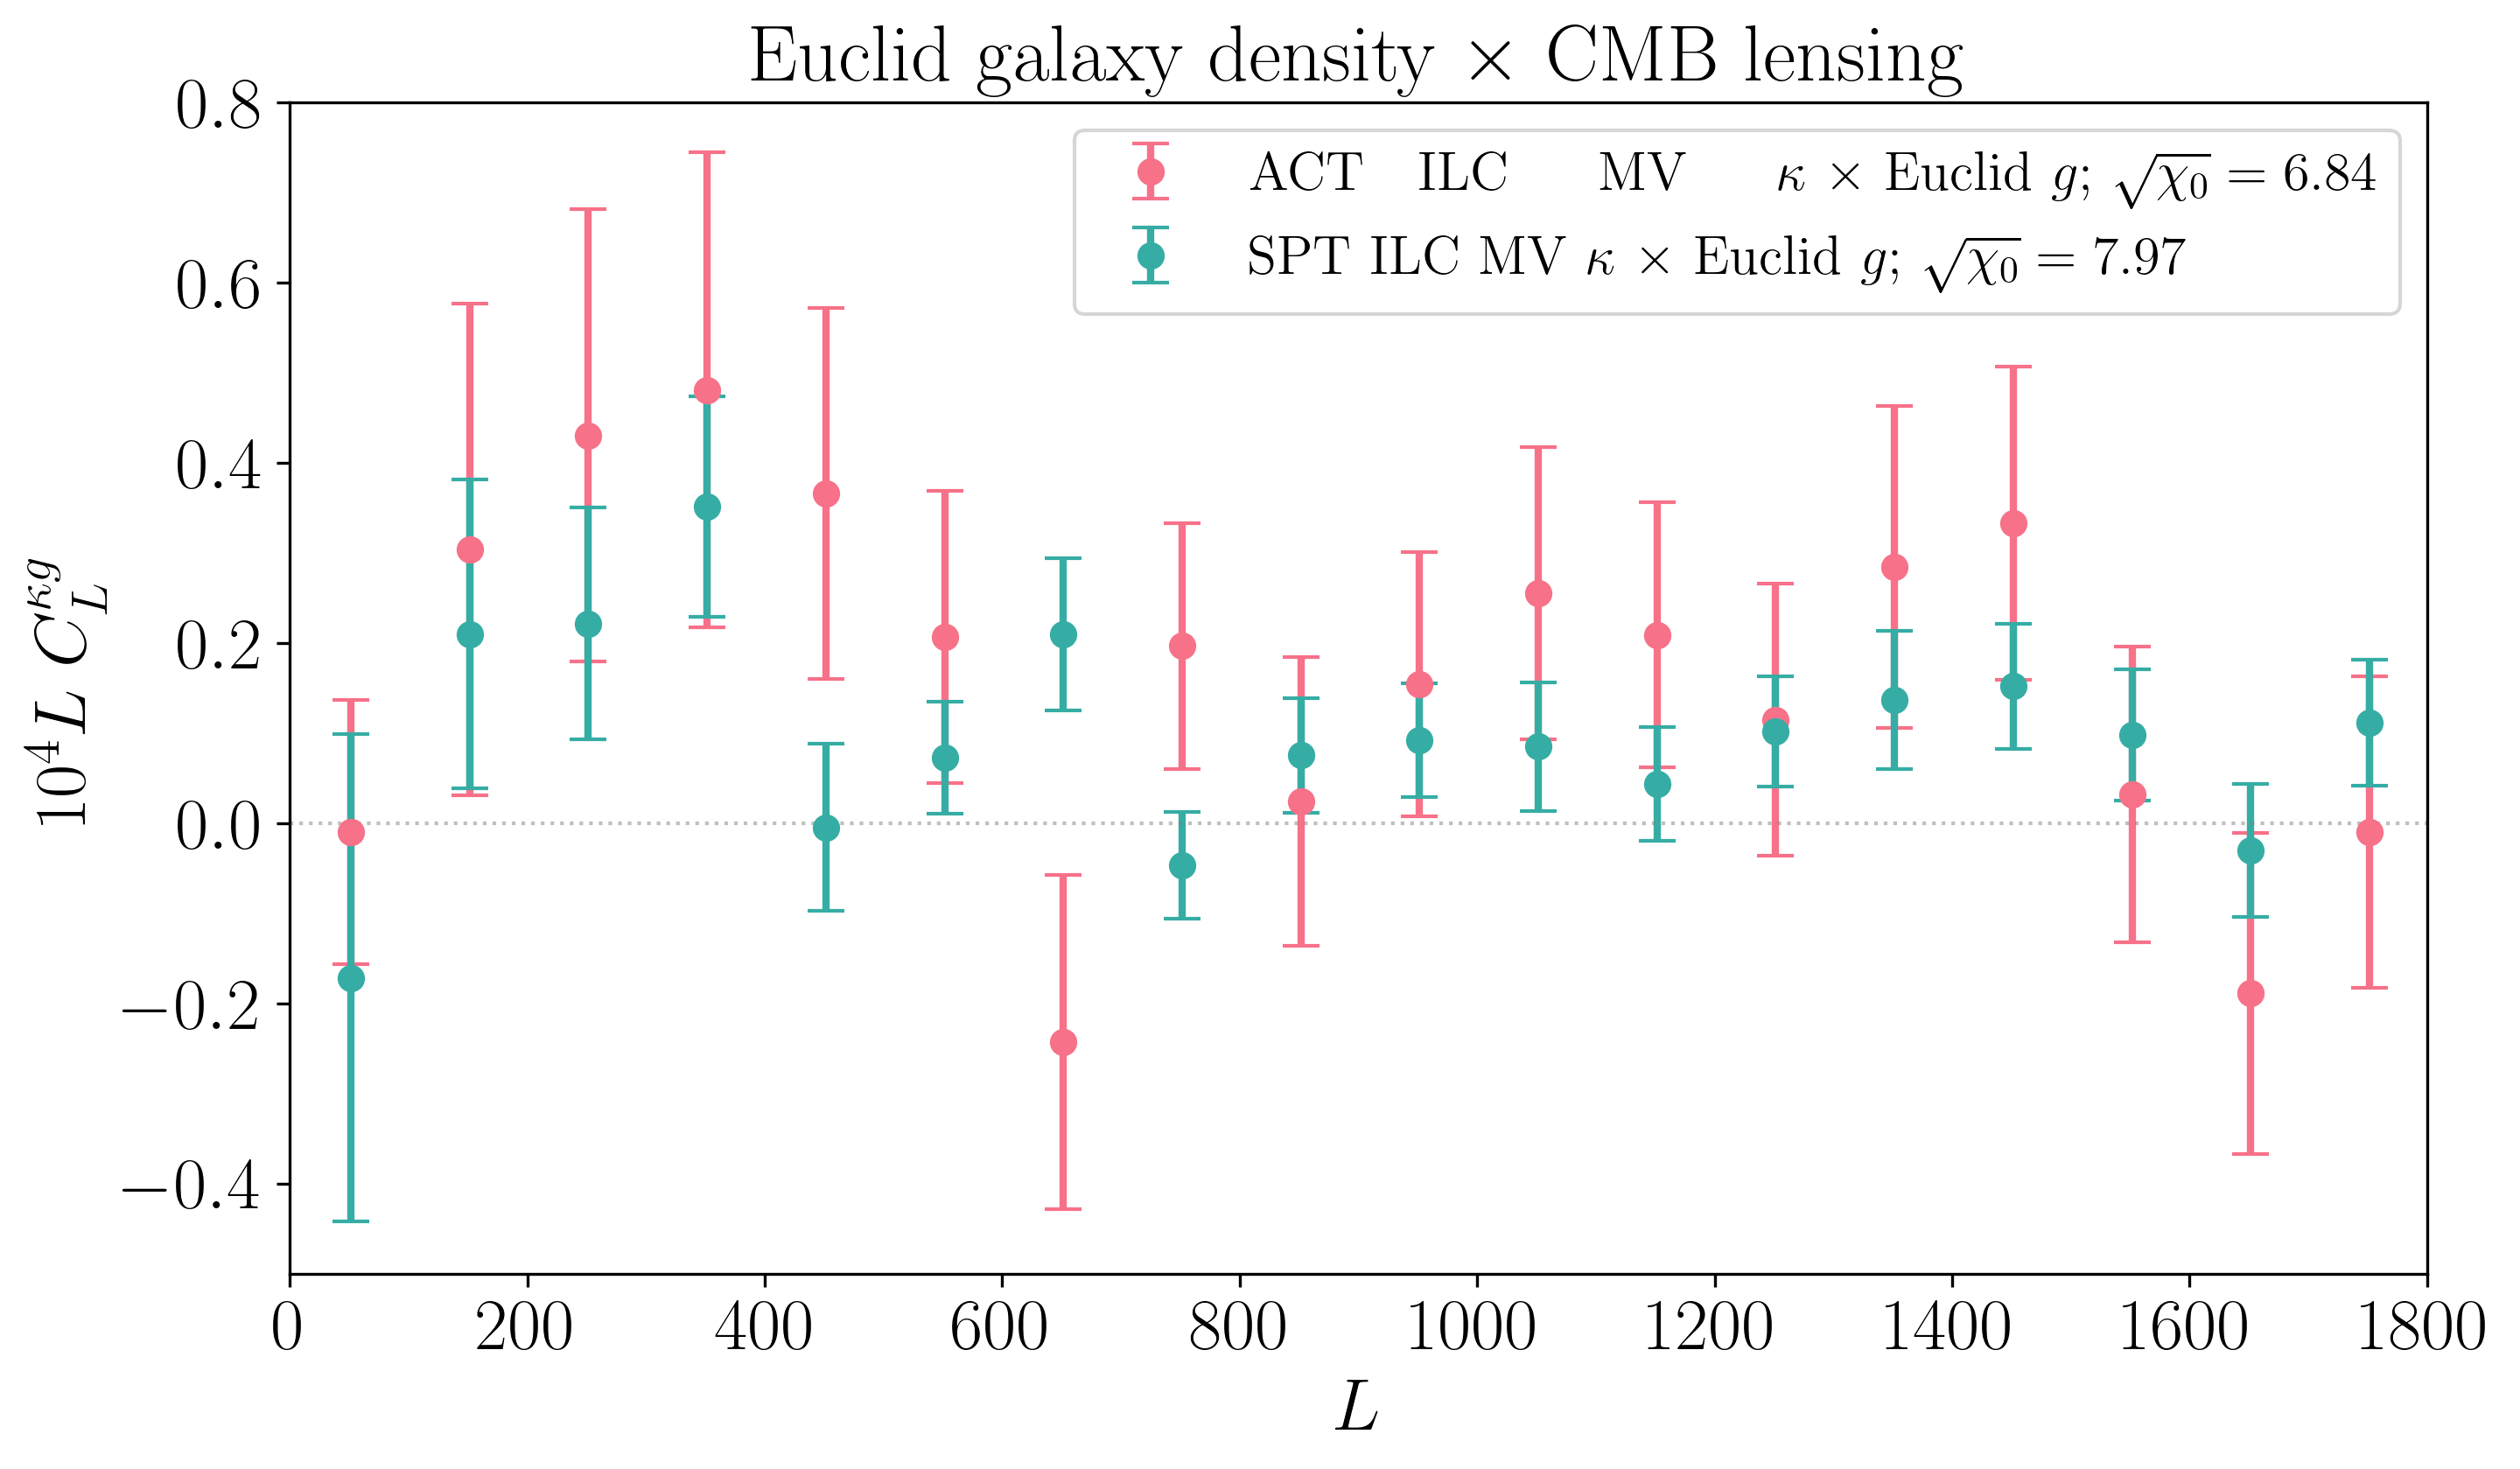 Euclid galaxy density × CMB lensing
ACT ILC MV κ × Euclid g; √χ₀ = 6.84
SPT ILC MV κ × Euclid g; √χ₀ = 7.97
10⁴ L C_L^{κg}
0.8
0.6
0.4
0.2
0.0
−0.2
−0.4
0 200 400 600 800 1000 1200 1400 1600 1800
L